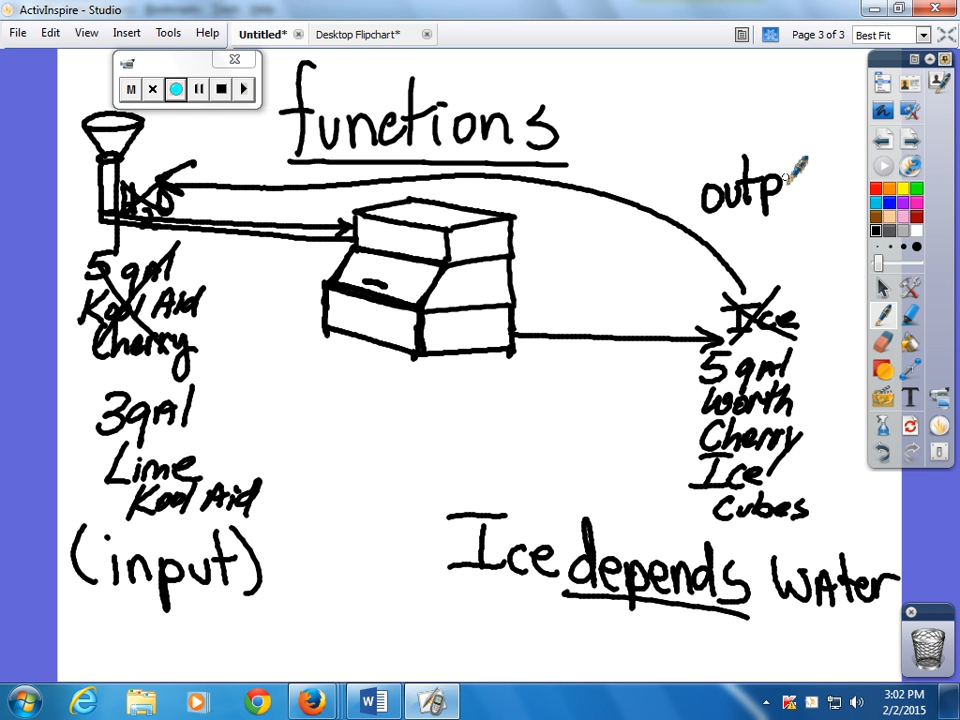 ActivInspire - Studio
File Edit View Insert Tools Help Untitled* Desktop Flipchart* Page 3 of 3 Best Fit
M
functions
outp
H2O
5 gAl
Kool Aid
Cherry
Ice
5 gAl
Worth
Cherry
Ice
Cubes
3gAl
Lime
Kool Aid
(input)
Ice depends WAter
T
3:02 PM
2/2/2015